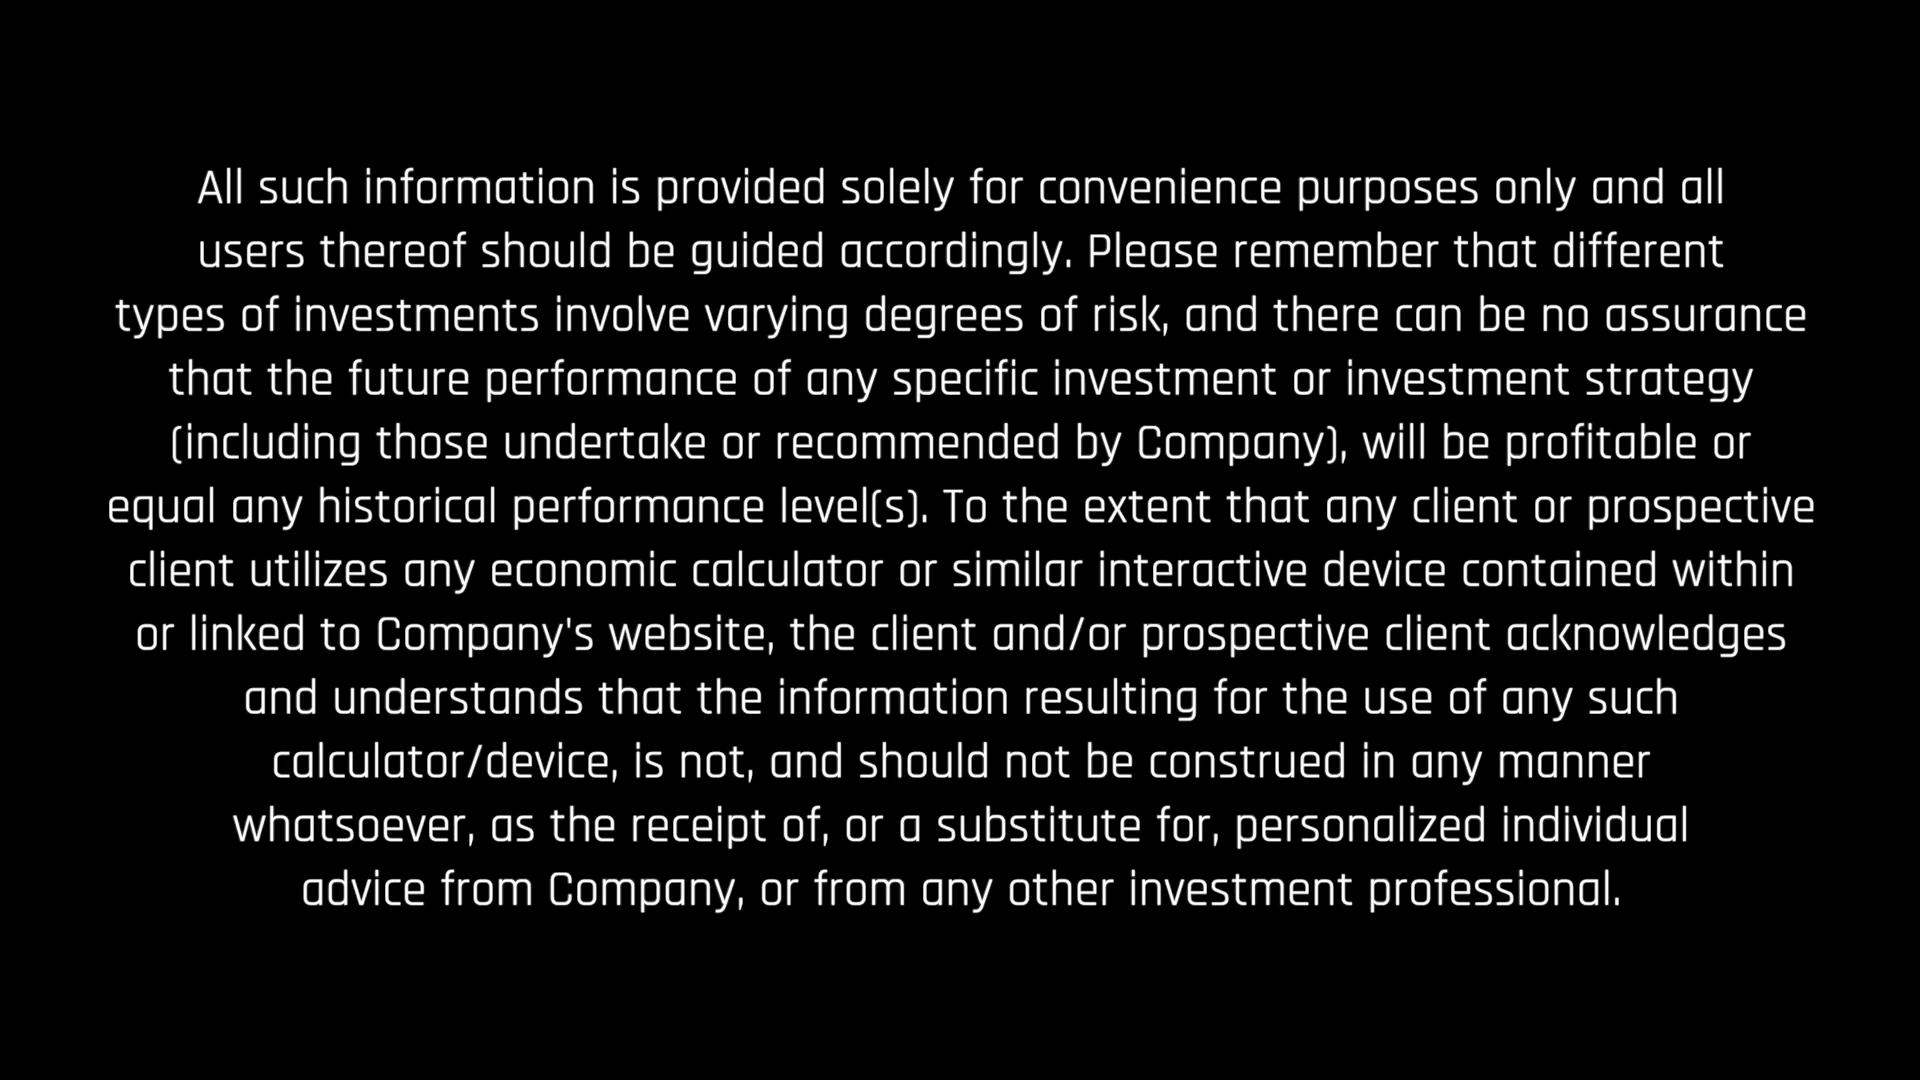 All such information is provided solely for convenience purposes only and all
users thereof should be guided accordingly. Please remember that different
types of investments involve varying degrees of risk, and there can be no assurance
that the future performance of any specific investment or investment strategy
(including those undertake or recommended by Company), will be profitable or
equal any historical performance level(s). To the extent that any client or prospective
client utilizes any economic calculator or similar interactive device contained within
or linked to Company's website, the client and/or prospective client acknowledges
and understands that the information resulting for the use of any such
calculator/device, is not, and should not be construed in any manner
whatsoever, as the receipt of, or a substitute for, personalized individual
advice from Company, or from any other investment professional.